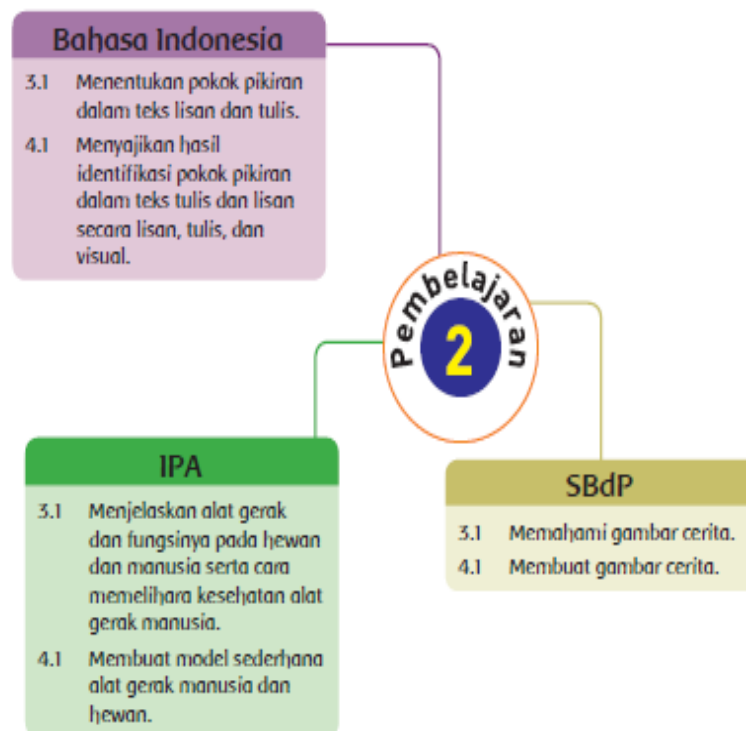 Bahasa Indonesia
3.1 Menentukan pokok pikiran
dalam teks lisan dan tulis.
4.1 Menyajikan hasil
identifikasi pokok pikiran
dalam teks tulis dan lisan
secara lisan, tulis, dan
visual.
Pembelajaran
2
IPA
3.1 Menjelaskan alat gerak
dan fungsinya pada hewan
dan manusia serta cara
memelihara kesehatan alat
gerak manusia.
4.1 Membuat model sederhana
alat gerak manusia dan
hewan.
SBdP
3.1 Memahami gambar cerita.
4.1 Membuat gambar cerita.